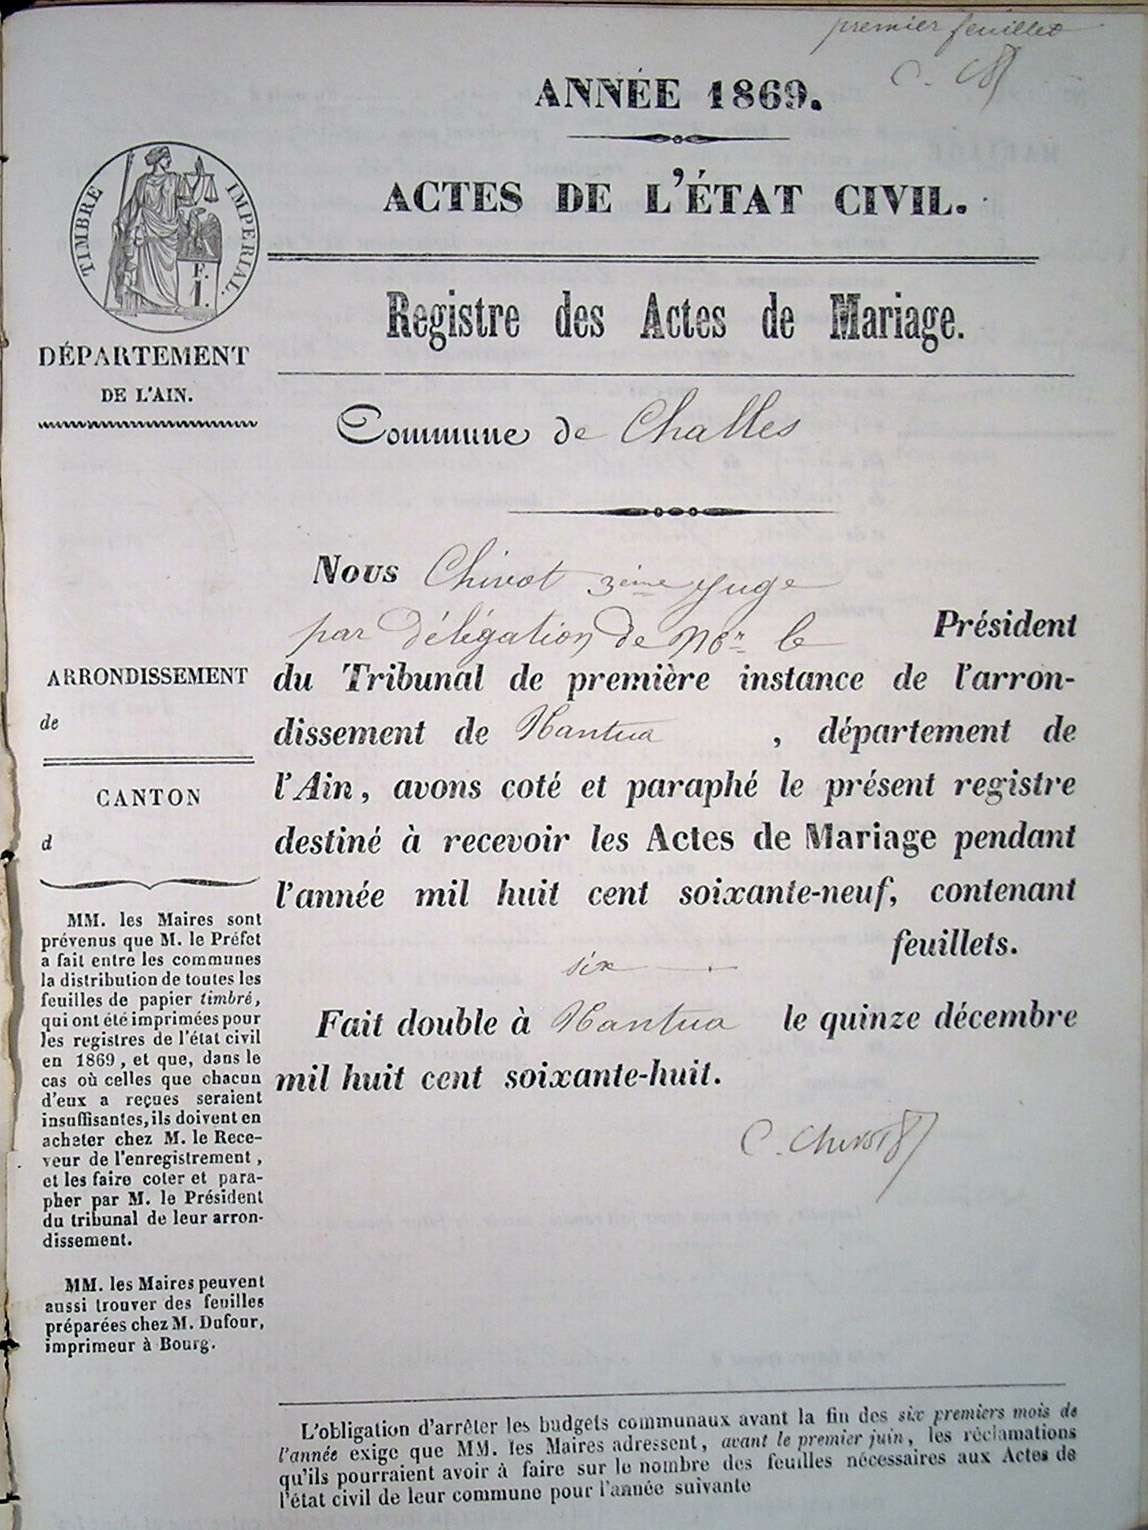 premier feuillet
ANNÉE 1869.
ACTES DE L'ÉTAT CIVIL.
TIMBRE IMPERIAL.
F.
I.
DÉPARTEMENT
DE L'AIN.
Registre des Actes de Mariage.
Commune de Challes
Nous Chivot 3ème Juge
par délégation de Mr le Président
du Tribunal de première instance de l'arron-
dissement de Nantua, département de
l'Ain, avons coté et paraphé le présent registre
destiné à recevoir les Actes de Mariage pendant
l'année mil huit cent soixante-neuf, contenant
six feuillets.
Fait double à Nantua le quinze décembre
mil huit cent soixante-huit.
C. Chivot
ARRONDISSEMENT
de
CANTON
d
MM. les Maires sont
prévenus que M. le Préfet
a fait entre les communes
la distribution de toutes les
feuilles de papier timbré,
qui ont été imprimées pour
les registres de l'état civil
en 1869, et que, dans le
cas où celles que chacun
d'eux a reçues seraient
insuffisantes, ils doivent en
acheter chez M. le Rece-
veur de l'enregistrement,
et les faire coter et para-
pher par M. le Président
du tribunal de leur arron-
dissement.
MM. les Maires peuvent
aussi trouver des feuilles
préparées chez M. Dufour,
imprimeur à Bourg.
L'obligation d'arrêter les budgets communaux avant la fin des six premiers mois de
l'année exige que MM. les Maires adressent, avant le premier juin, les réclamations
qu'ils pourraient avoir à faire sur le nombre des feuilles nécessaires aux Actes de
l'état civil de leur commune pour l'année suivante